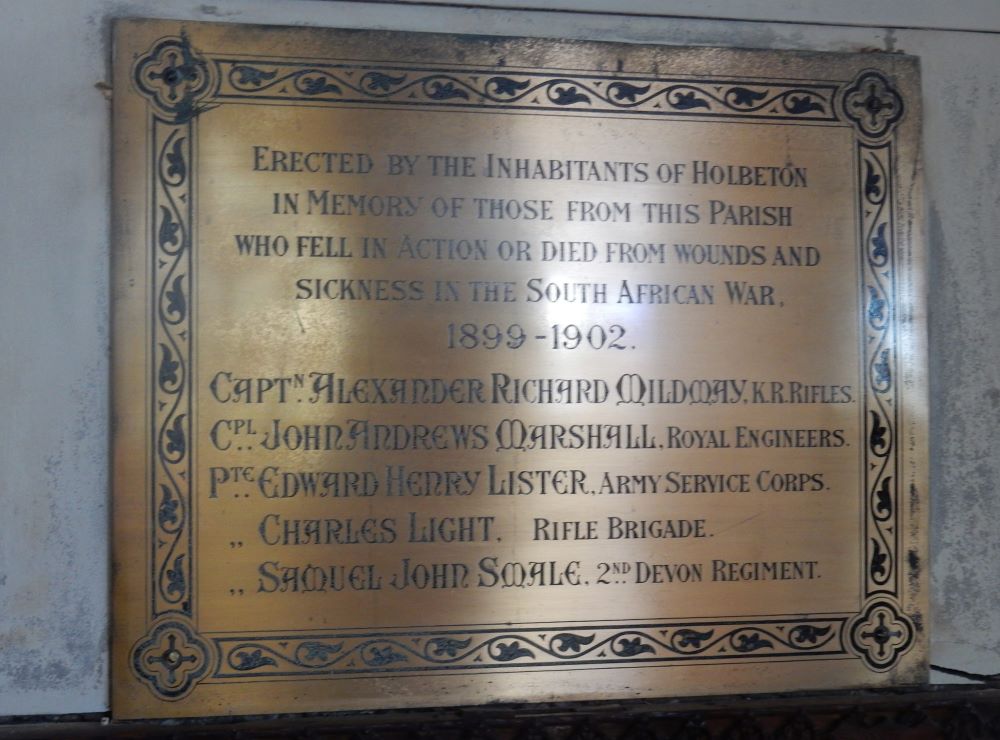 Erected by the Inhabitants of Holbeton
in Memory of those from this Parish
who fell in Action or died from wounds and
sickness in the South African War,
1899-1902.
Captn. Alexander Richard Mildmay, K.R. Rifles.
Cpl. John Andrews Marshall, Royal Engineers.
Pte. Edward Henry Lister, Army Service Corps.
„ Charles Light, Rifle Brigade.
„ Samuel John Smale, 2nd. Devon Regiment.